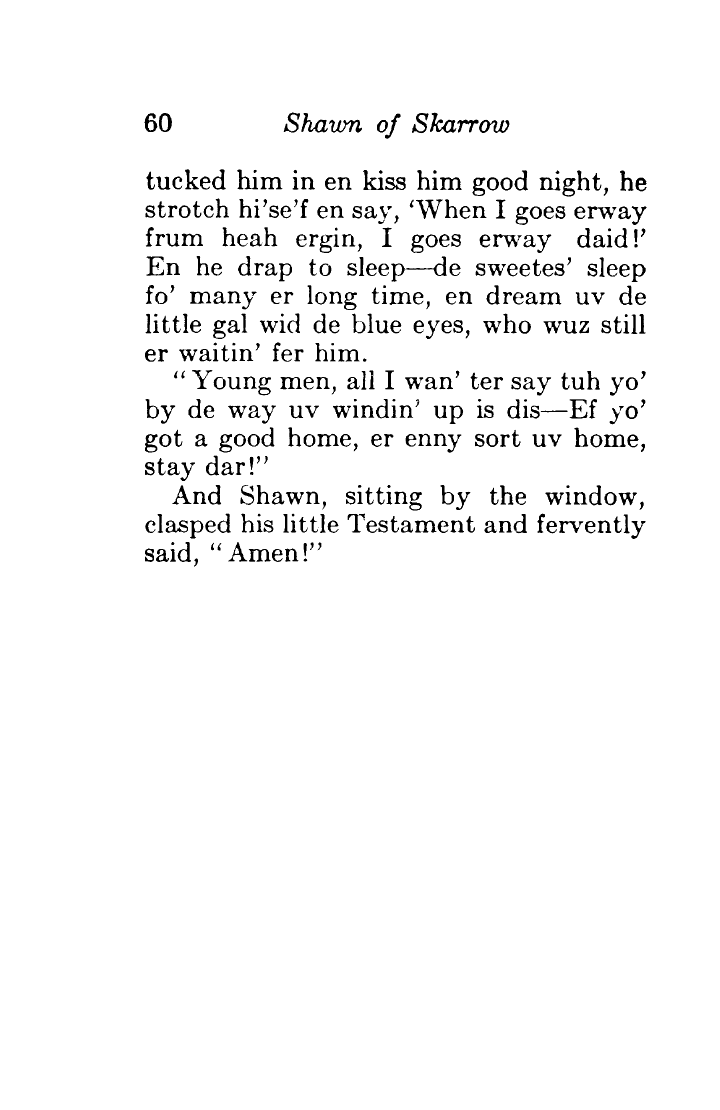 60 Shawn of Skarrow
tucked him in en kiss him good night, he
strotch hi'se'f en say, ‘When I goes erway
frum heah ergin, I goes erway daid!’
En he drap to sleep—de sweetes’ sleep
fo’ many er long time, en dream uv de
little gal wid de blue eyes, who wuz still
er waitin’ fer him.
“Young men, all I wan’ ter say tuh yo’
by de way uv windin’ up is dis—Ef yo’
got a good home, er enny sort uv home,
stay dar!”
And Shawn, sitting by the window,
clasped his little Testament and fervently
said, “Amen!”